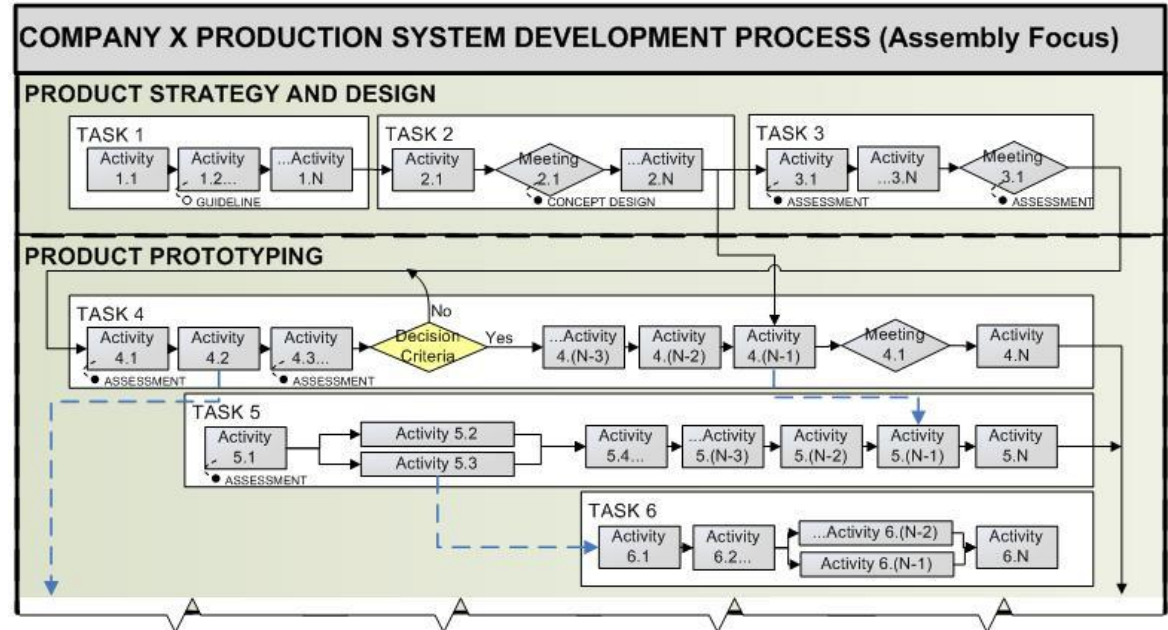 COMPANY X PRODUCTION SYSTEM DEVELOPMENT PROCESS (Assembly Focus)
PRODUCT STRATEGY AND DESIGN
TASK 1
Activity
1.1
Activity
1.2...
GUIDELINE
...Activity
1.N
TASK 2
Activity
2.1
Meeting
2.1
CONCEPT DESIGN
...Activity
2.N
TASK 3
Activity
3.1
ASSESSMENT
Activity
...3.N
Meeting
3.1
ASSESSMENT
PRODUCT PROTOTYPING
TASK 4
Activity
4.1
ASSESSMENT
Activity
4.2
Activity
4.3...
ASSESSMENT
No
Decision
Criteria
Yes
...Activity
4.(N-3)
Activity
4.(N-2)
Activity
4.(N-1)
Meeting
4.1
Activity
4.N
TASK 5
Activity
5.1
ASSESSMENT
Activity 5.2
Activity 5.3
Activity
5.4...
...Activity
5.(N-3)
Activity
5.(N-2)
Activity
5.(N-1)
Activity
5.N
TASK 6
Activity
6.1
Activity
6.2...
...Activity 6.(N-2)
Activity 6.(N-1)
Activity
6.N